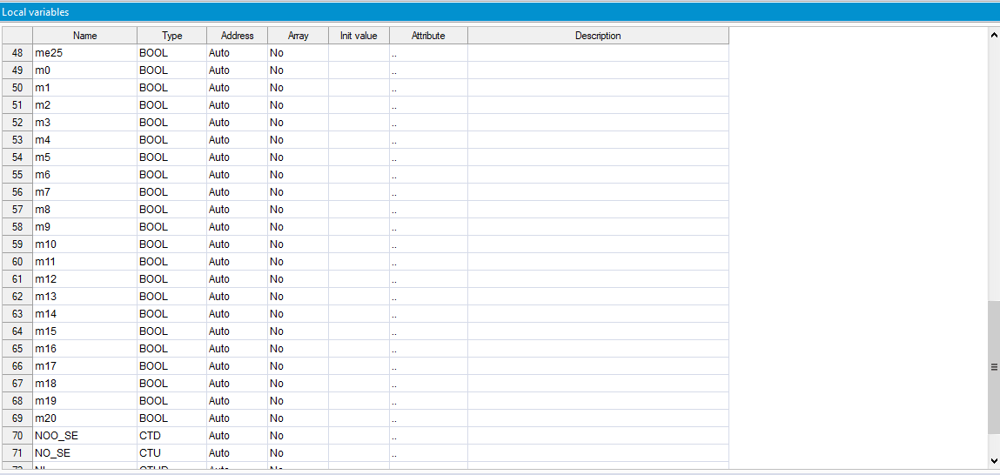 Local variables
Name Type Address Array Init value Attribute Description
48 me25 BOOL Auto No ..
49 m0 BOOL Auto No ..
50 m1 BOOL Auto No ..
51 m2 BOOL Auto No ..
52 m3 BOOL Auto No ..
53 m4 BOOL Auto No ..
54 m5 BOOL Auto No ..
55 m6 BOOL Auto No ..
56 m7 BOOL Auto No ..
57 m8 BOOL Auto No ..
58 m9 BOOL Auto No ..
59 m10 BOOL Auto No ..
60 m11 BOOL Auto No ..
61 m12 BOOL Auto No ..
62 m13 BOOL Auto No ..
63 m14 BOOL Auto No ..
64 m15 BOOL Auto No ..
65 m16 BOOL Auto No ..
66 m17 BOOL Auto No ..
67 m18 BOOL Auto No ..
68 m19 BOOL Auto No ..
69 m20 BOOL Auto No ..
70 NOO_SE CTD Auto No ..
71 NO_SE CTU Auto No ..